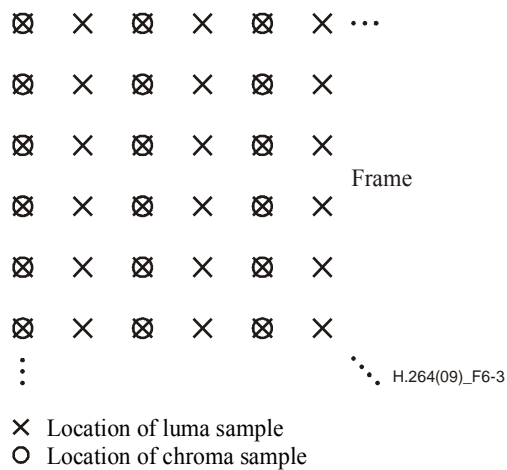 Frame
H.264(09)_F6-3
Location of luma sample
Location of chroma sample